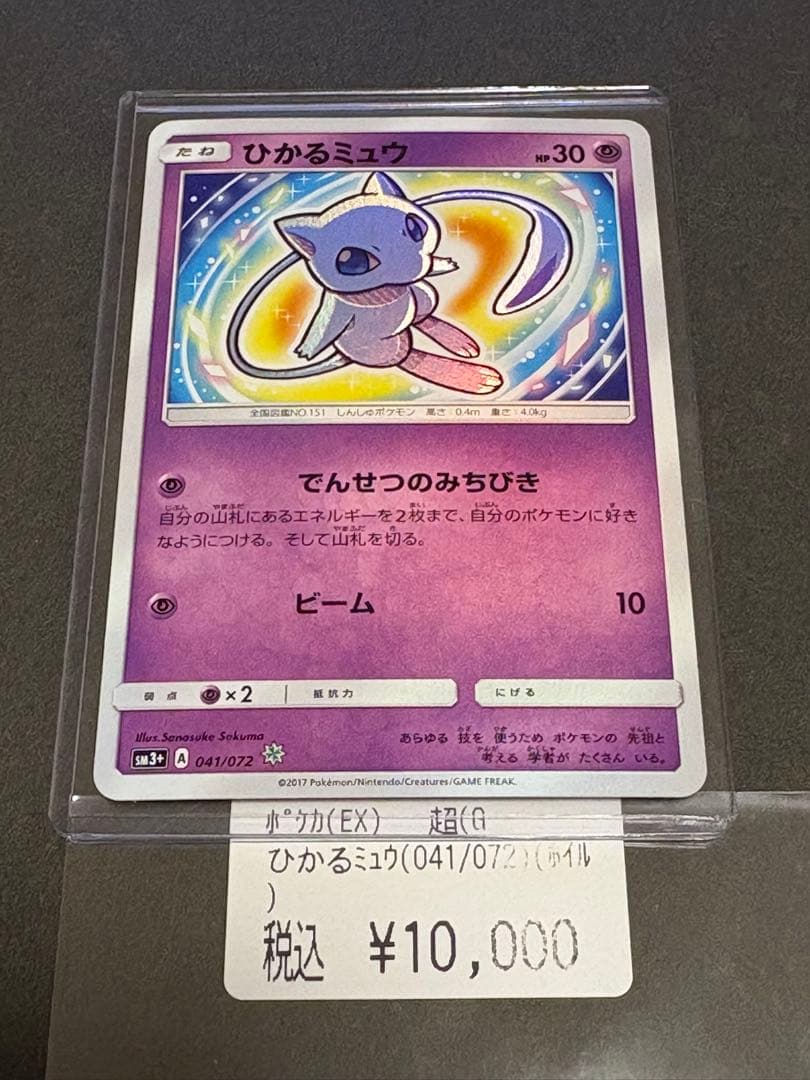 たね ひかるミュウ HP30
全国図鑑NO.151 しんしゅポケモン 高さ:0.4m 重さ:4.0kg
でんせつのみちびき
自分の山札にあるエネルギーを2枚まで、自分のポケモンに好き
なようにつける。そして山札を切る。
ビーム 10
弱点 ×2 抵抗力 にげる
Illus.Sanosuke Sakuma
SM3+ A 041/072
あらゆる 技を 使うため ポケモンの 先祖と
考える 学者が たくさん いる。
©2017 Pokémon/Nintendo/Creatures/GAME FREAK.
ポケカ(EX) 超(G
ひかるミュウ(041/072)(ホイル
)
税込 ¥10,000